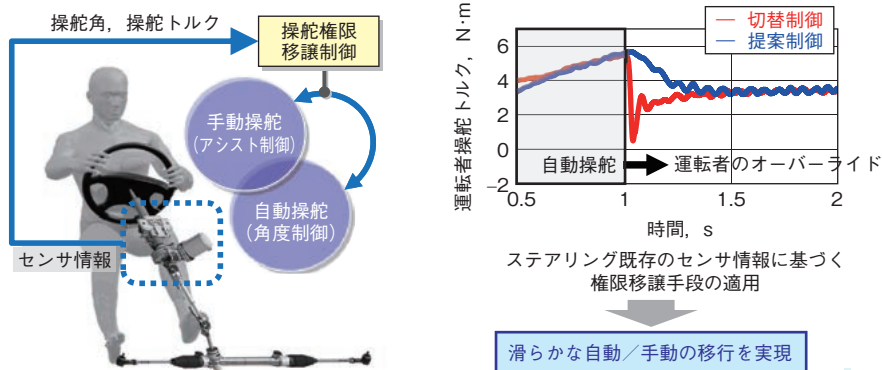 操舵角，操舵トルク
操舵権限
移譲制御
手動操舵
（アシスト制御）
自動操舵
（角度制御）
センサ情報
運転者操舵トルク，N·m
切替制御
提案制御
6
4
2
0
−2
自動操舵
運転者のオーバーライド
0.5
1
1.5
2
時間，s
ステアリング既存のセンサ情報に基づく
権限移譲手段の適用
滑らかな自動／手動の移行を実現